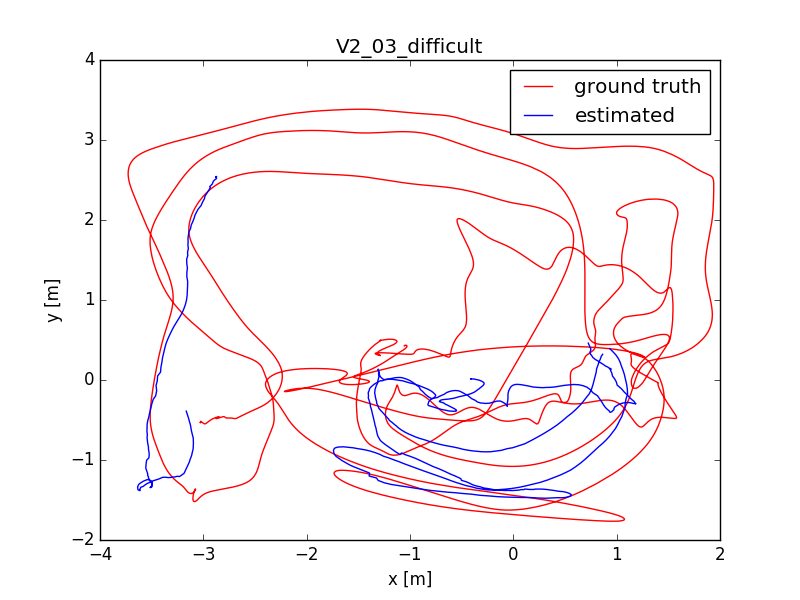 V2_03_difficult
ground truth
estimated
4
3
2
1
0
−1
−2
y [m]
−4 −3 −2 −1 0 1 2
x [m]